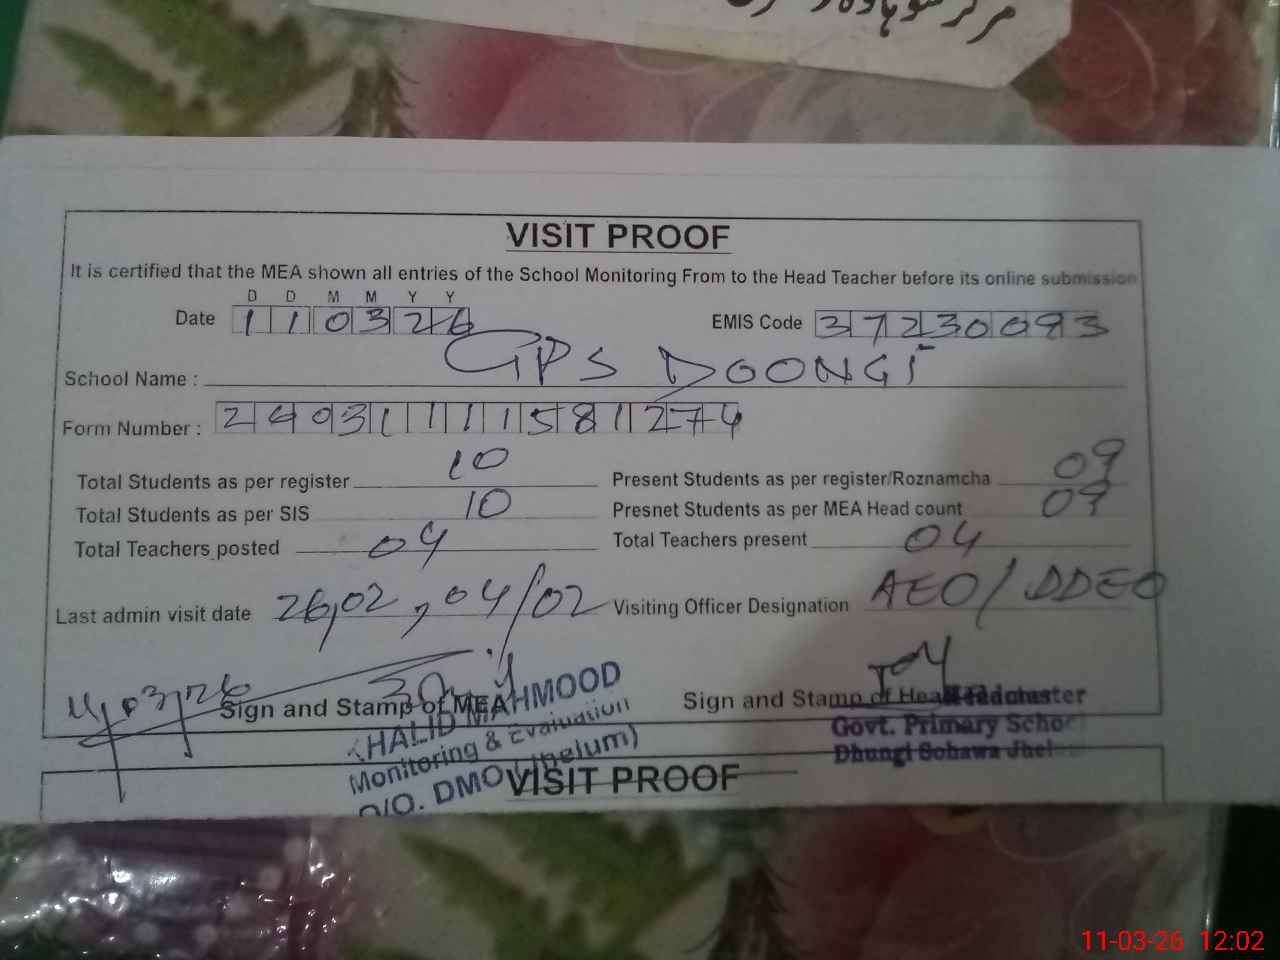 مرکز سوہاوہ
VISIT PROOF
It is certified that the MEA shown all entries of the School Monitoring From to the Head Teacher before its online submission
D D M M Y Y
Date 110326 EMIS Code 37230093
School Name : GPS DOONGI
Form Number : 24031111581274
Total Students as per register 10 Present Students as per register/Roznamcha 09
Total Students as per SIS 10 Presnet Students as per MEA Head count 09
Total Teachers posted 04 Total Teachers present 04
Last admin visit date 26,02 , 04/02 Visiting Officer Designation AEO/DDEO
11/03/26 Sign and Stamp of MEA Sign and Stamp of Head
KHALID MAHMOOD
Monitoring & Evaluation
O/O. DMO (Jhelum)
Headmaster
Govt. Primary School
Dhungi Sohawa Jhelum
VISIT PROOF
11-03-26 12:02